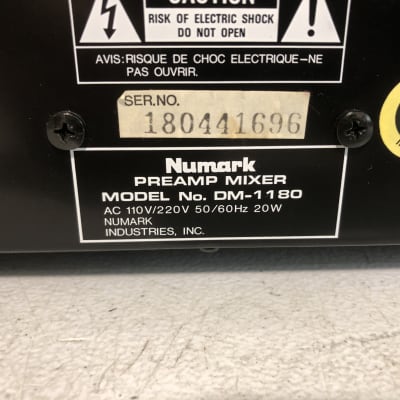 CAUTION
RISK OF ELECTRIC SHOCK
DO NOT OPEN
AVIS:RISQUE DE CHOC ELECTRIQUE-NE
PAS OUVRIR.
SER.NO.
180441696
Numark
PREAMP MIXER
MODEL No. DM-1180
AC 110V/220V 50/60Hz 20W
NUMARK
INDUSTRIES, INC.